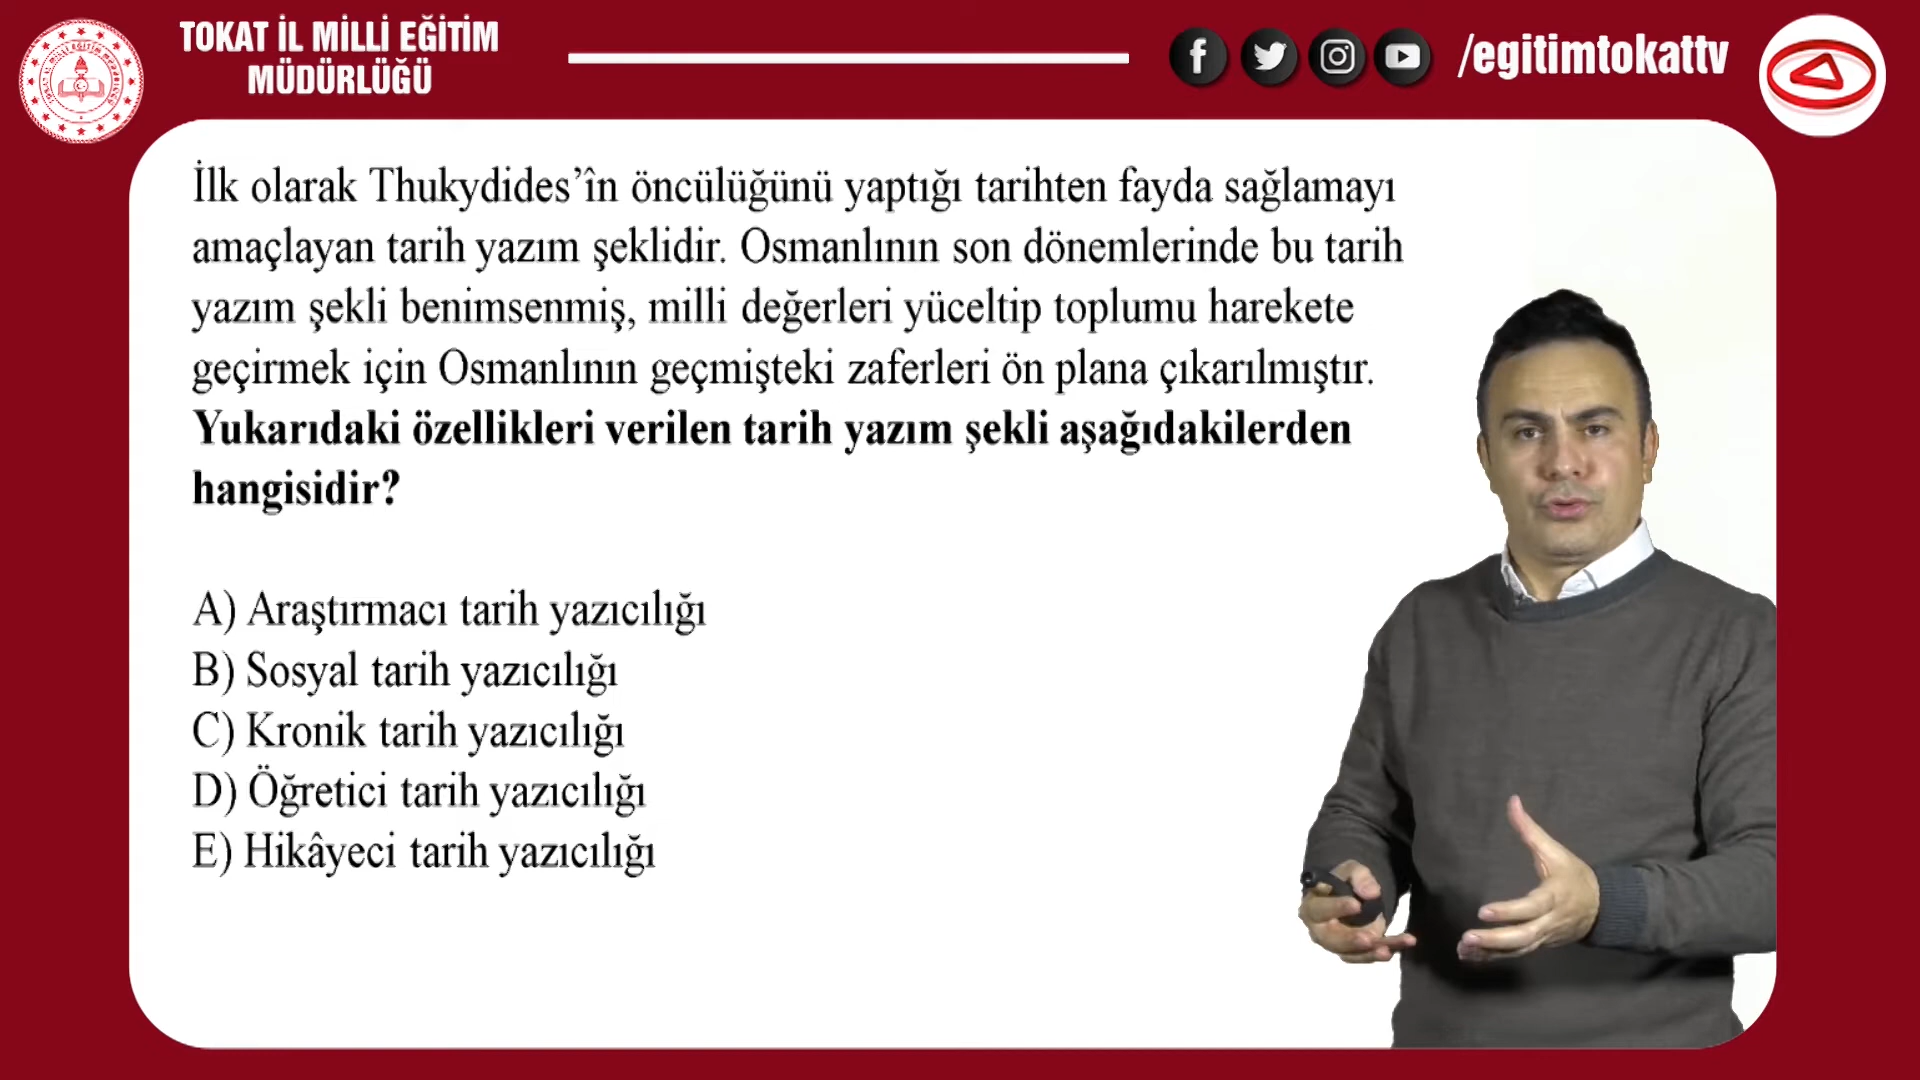 TOKAT İL MİLLİ EĞİTİM
MÜDÜRLÜĞÜ
/egitimtokattv
İlk olarak Thukydides’în öncülüğünü yaptığı tarihten fayda sağlamayı
amaçlayan tarih yazım şeklidir. Osmanlının son dönemlerinde bu tarih
yazım şekli benimsenmiş, milli değerleri yüceltip toplumu harekete
geçirmek için Osmanlının geçmişteki zaferleri ön plana çıkarılmıştır.
Yukarıdaki özellikleri verilen tarih yazım şekli aşağıdakilerden
hangisidir?
A) Araştırmacı tarih yazıcılığı
B) Sosyal tarih yazıcılığı
C) Kronik tarih yazıcılığı
D) Öğretici tarih yazıcılığı
E) Hikâyeci tarih yazıcılığı